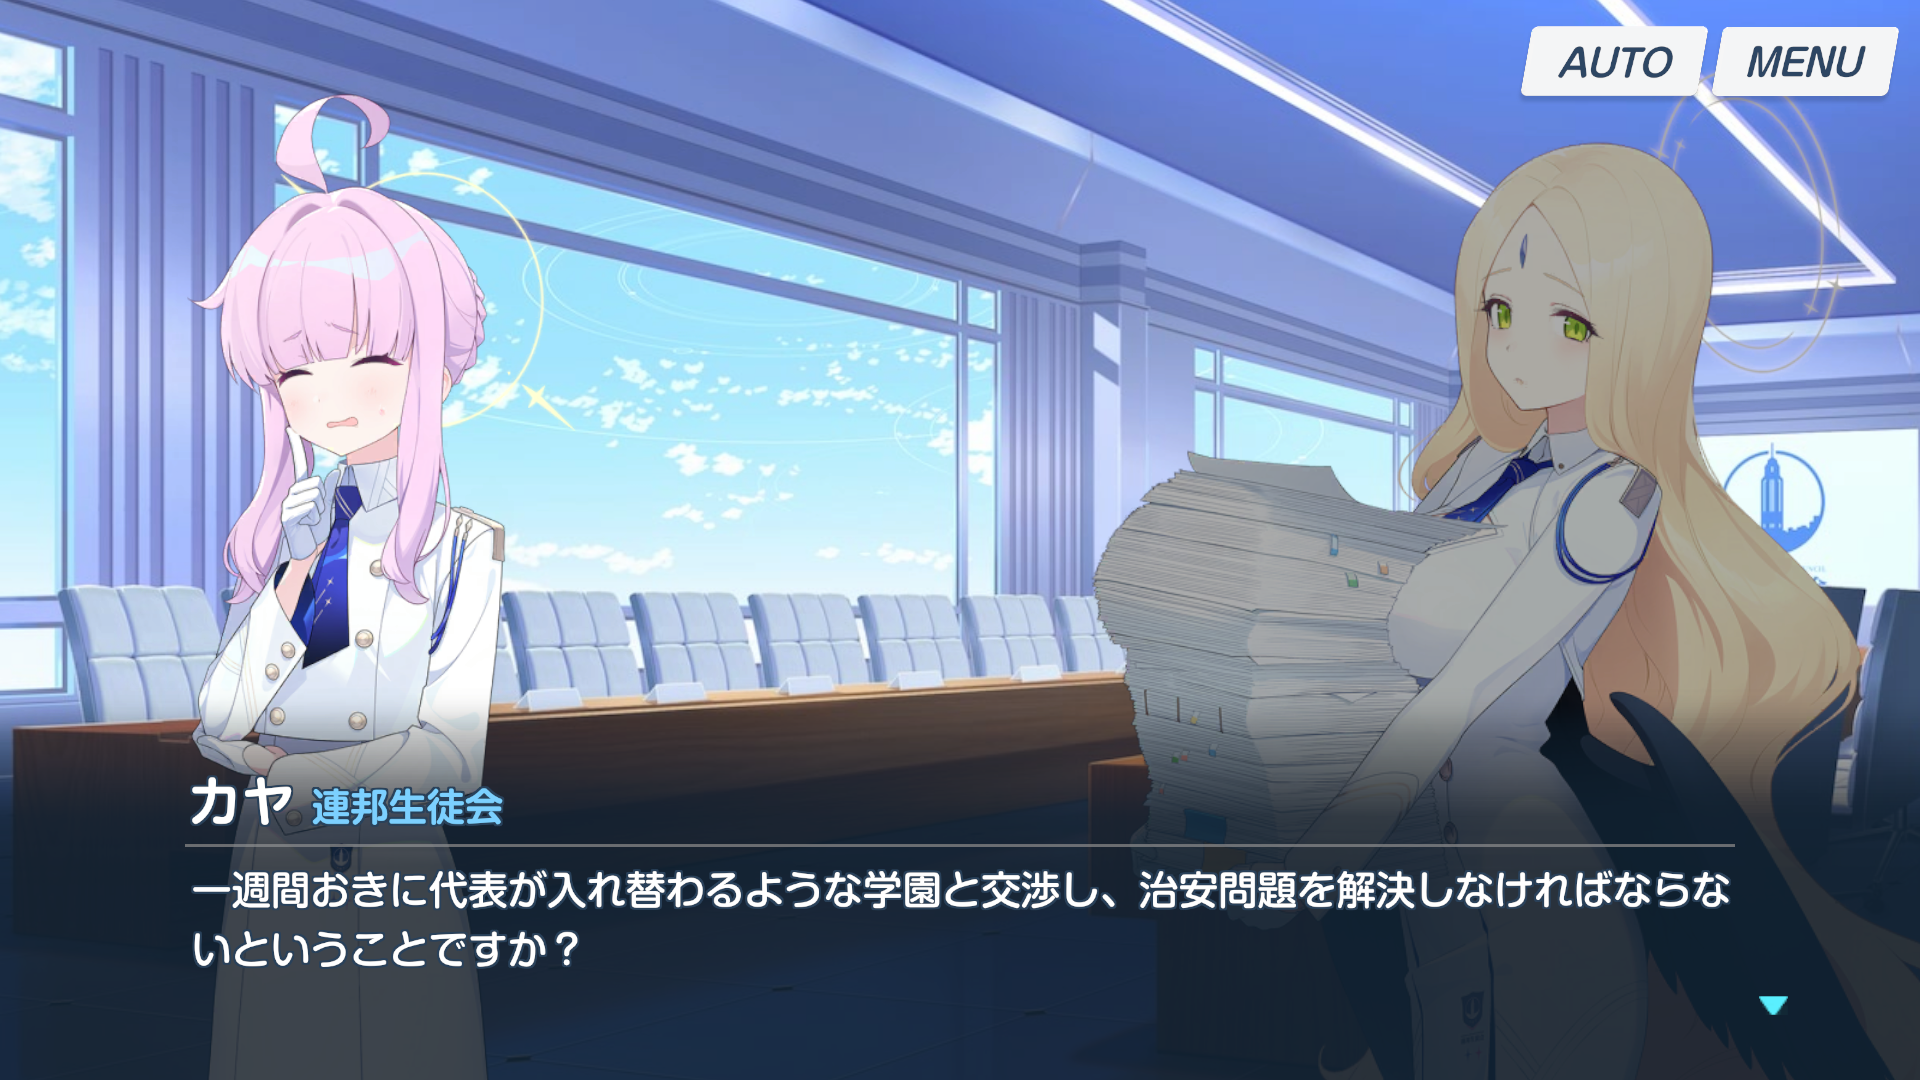 AUTO
MENU
カヤ 連邦生徒会
一週間おきに代表が入れ替わるような学園と交渉し、治安問題を解決しなければならな
いということですか？